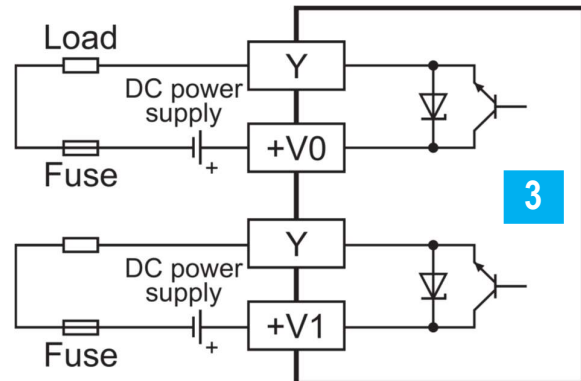 Load
Y
DC power
supply
+V0
+
Fuse
3
Y
DC power
supply
+V1
+
Fuse